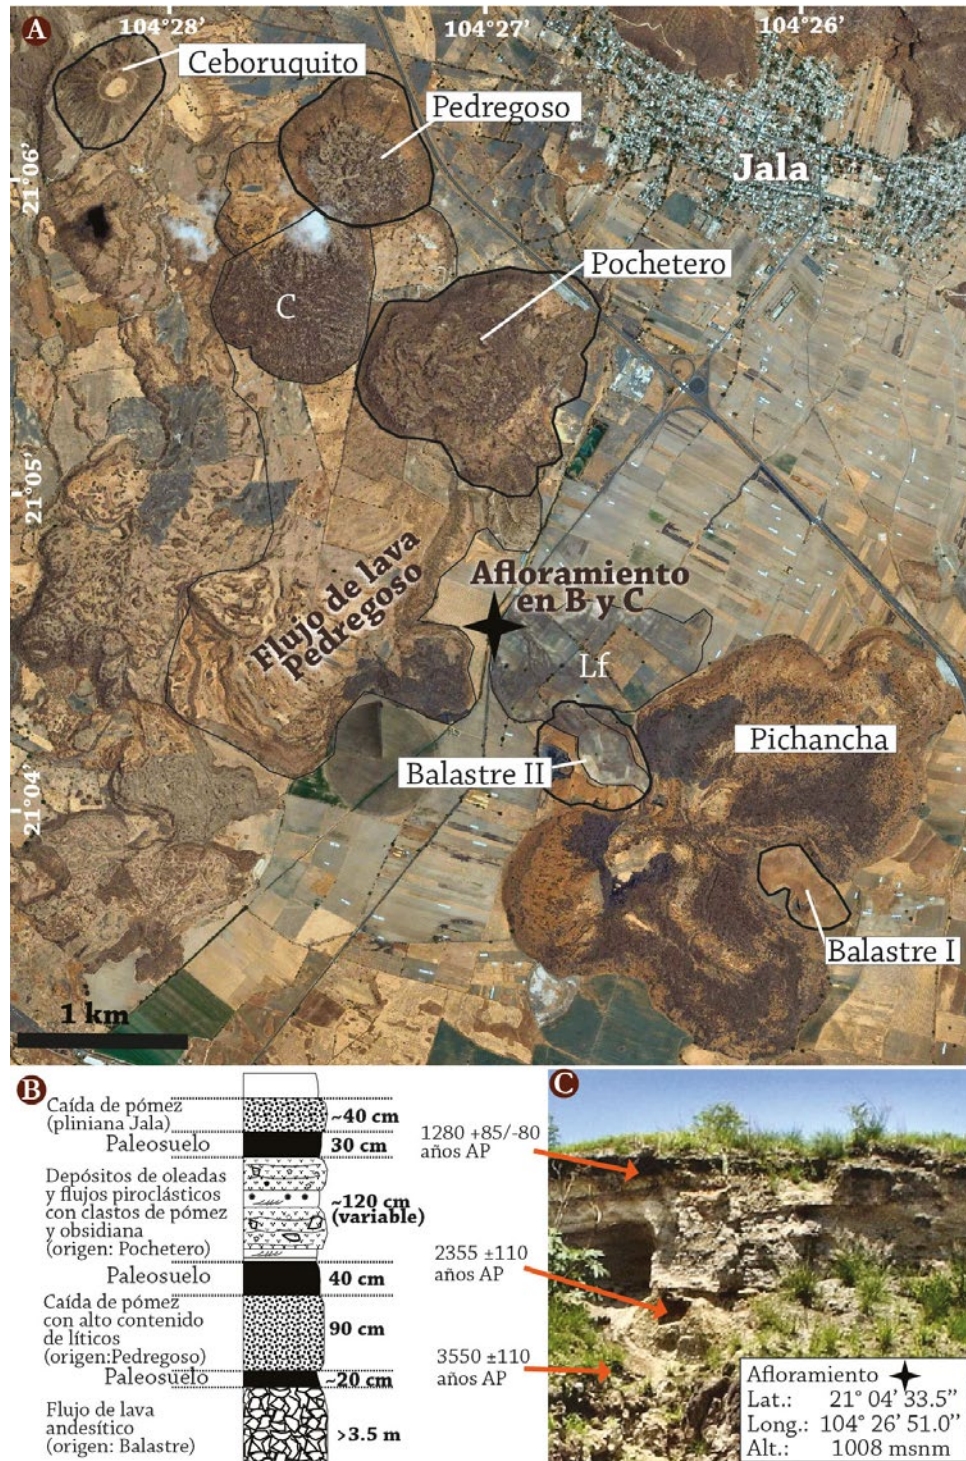 A
104°28'
104°27'
104°26'
Ceboruquito
Pedregoso
Jala
21°06'
Pochetero
C
21°05'
Flujo de lava
Pedregoso
Afloramiento
en B y C
Lf
Pichancha
Balastre II
21°04'
Balastre I
1 km
B
Caída de pómez
(pliniana Jala)
~40 cm
Paleosuelo
30 cm
Depósitos de oleadas
y flujos piroclásticos
con clastos de pómez
y obsidiana
(origen: Pochetero)
~120 cm
(variable)
Paleosuelo
40 cm
Caída de pómez
con alto contenido
de líticos
(origen:Pedregoso)
90 cm
Paleosuelo
~20 cm
Flujo de lava
andesítico
(origen: Balastre)
>3.5 m
C
1280 +85/-80
años AP
2355 ±110
años AP
3550 ±110
años AP
Afloramiento
Lat.: 21° 04' 33.5"
Long.: 104° 26' 51.0"
Alt.: 1008 msnm